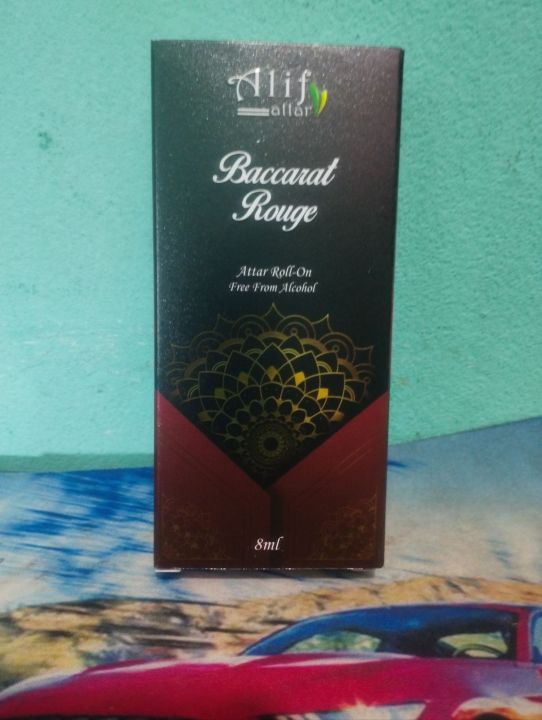 Alif
attar
Baccarat
Rouge
Attar Roll-On
Free From Alcohol
8ml